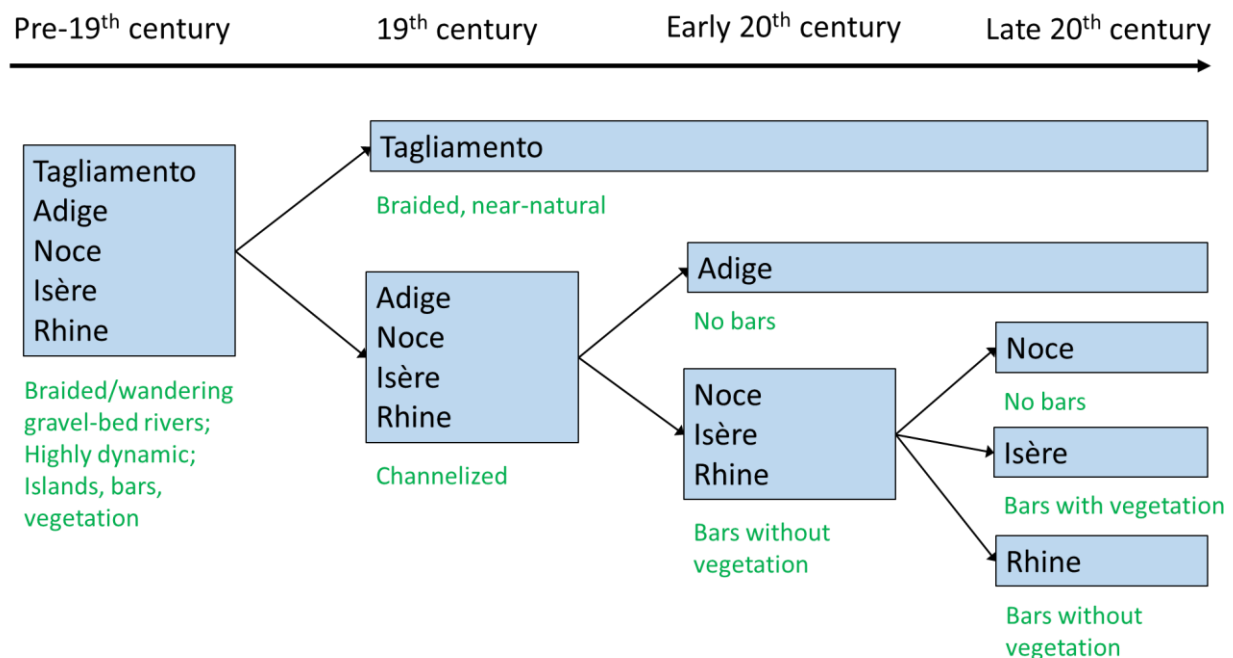 Pre-19th century
19th century
Early 20th century
Late 20th century
Tagliamento
Adige
Noce
Isère
Rhine
Braided/wandering
gravel-bed rivers;
Highly dynamic;
Islands, bars,
vegetation
Tagliamento
Braided, near-natural
Adige
Noce
Isère
Rhine
Channelized
Adige
No bars
Noce
Isère
Rhine
Bars without
vegetation
Noce
No bars
Isère
Bars with vegetation
Rhine
Bars without
vegetation